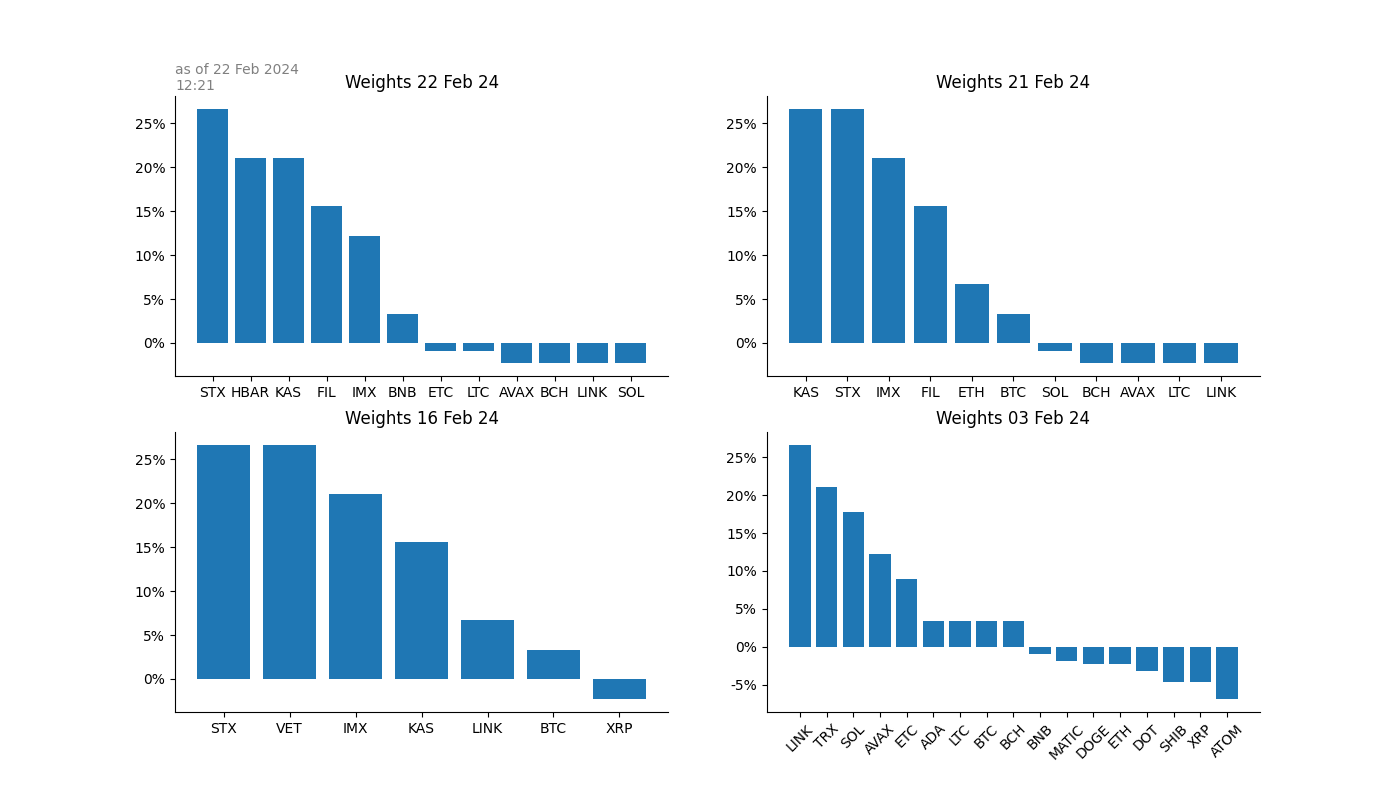 as of 22 Feb 2024
12:21
Weights 22 Feb 24
25%
20%
15%
10%
5%
0%
STX HBAR KAS FIL IMX BNB ETC LTC AVAX BCH LINK SOL
Weights 21 Feb 24
25%
20%
15%
10%
5%
0%
KAS STX IMX FIL ETH BTC SOL BCH AVAX LTC LINK
Weights 16 Feb 24
25%
20%
15%
10%
5%
0%
STX VET IMX KAS LINK BTC XRP
Weights 03 Feb 24
25%
20%
15%
10%
5%
0%
-5%
LINK TRX SOL AVAX ETC ADA LTC BTC BCH BNB MATIC DOGE ETH DOT SHIB XRP ATOM